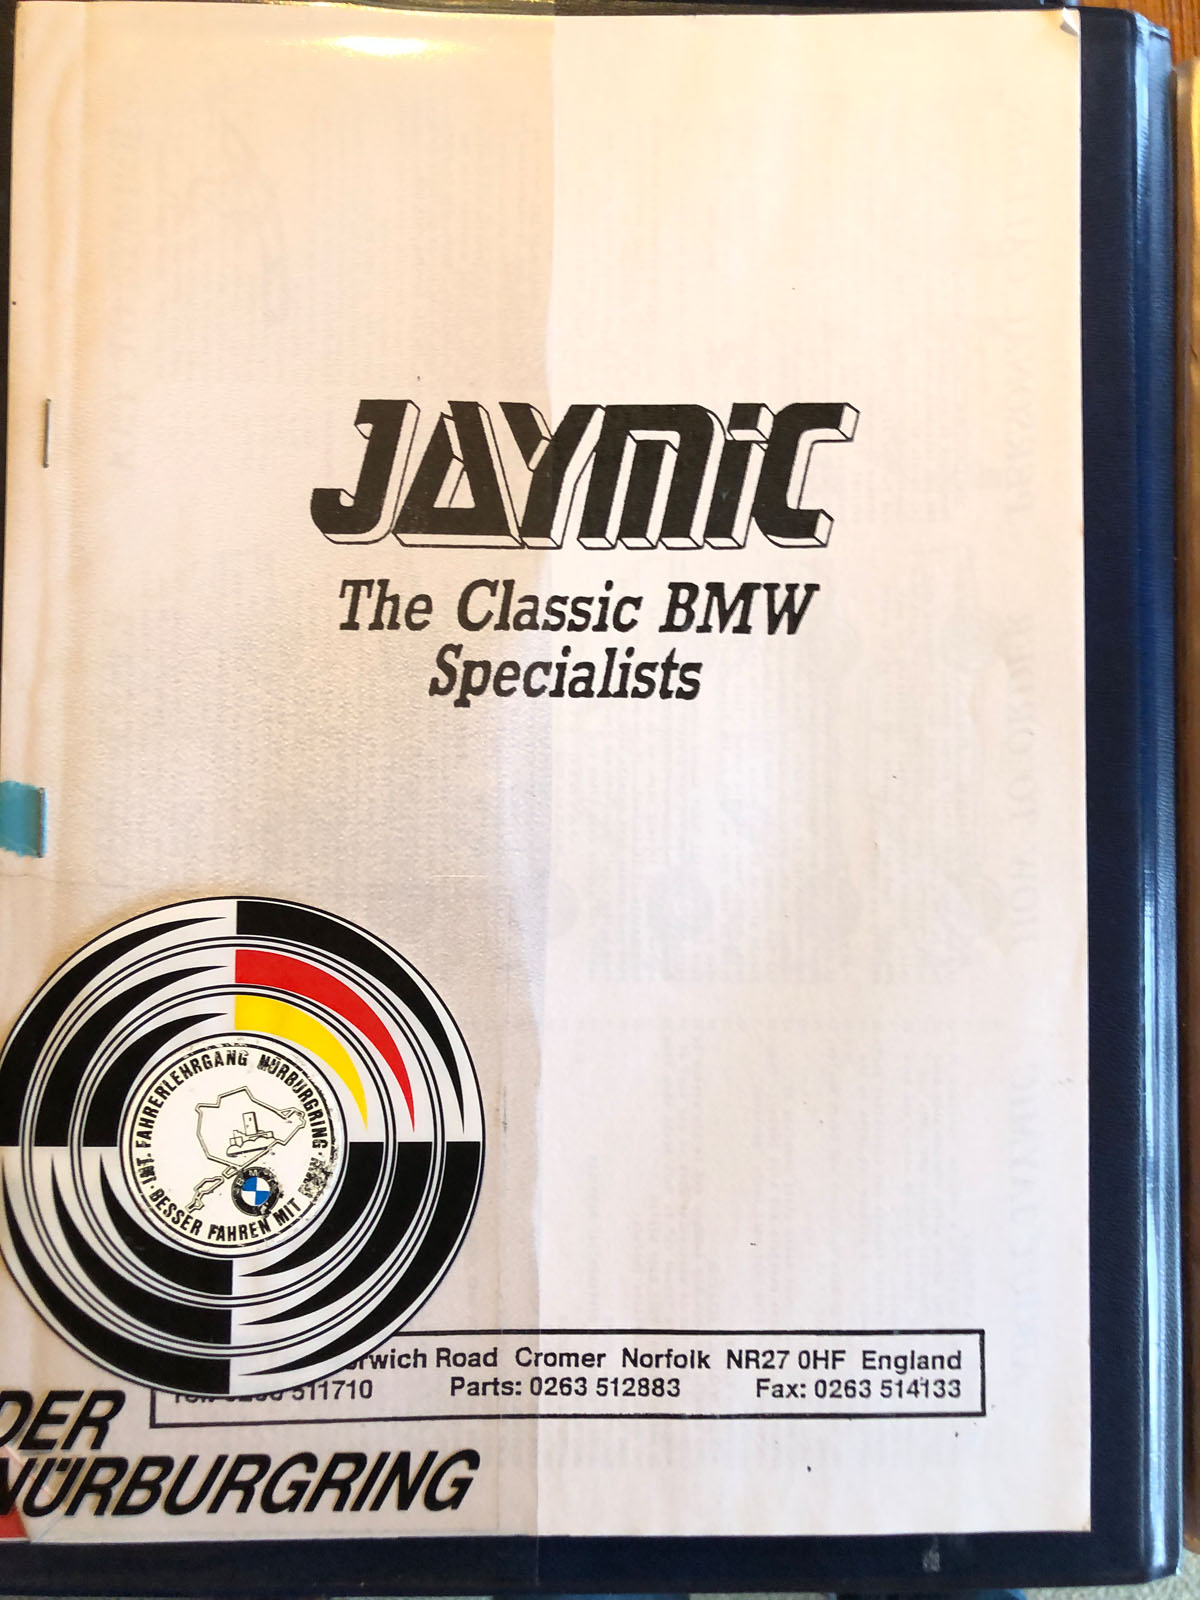 JAYMIC
The Classic BMW
Specialists
INT. FAHRERLEHRGANG NÜRBURGRING
BESSER FAHREN MIT
BMW
Road Cromer Norfolk NR27 0HF England
511710 Parts: 0263 512883 Fax: 0263 514133
DER
NÜRBURGRING